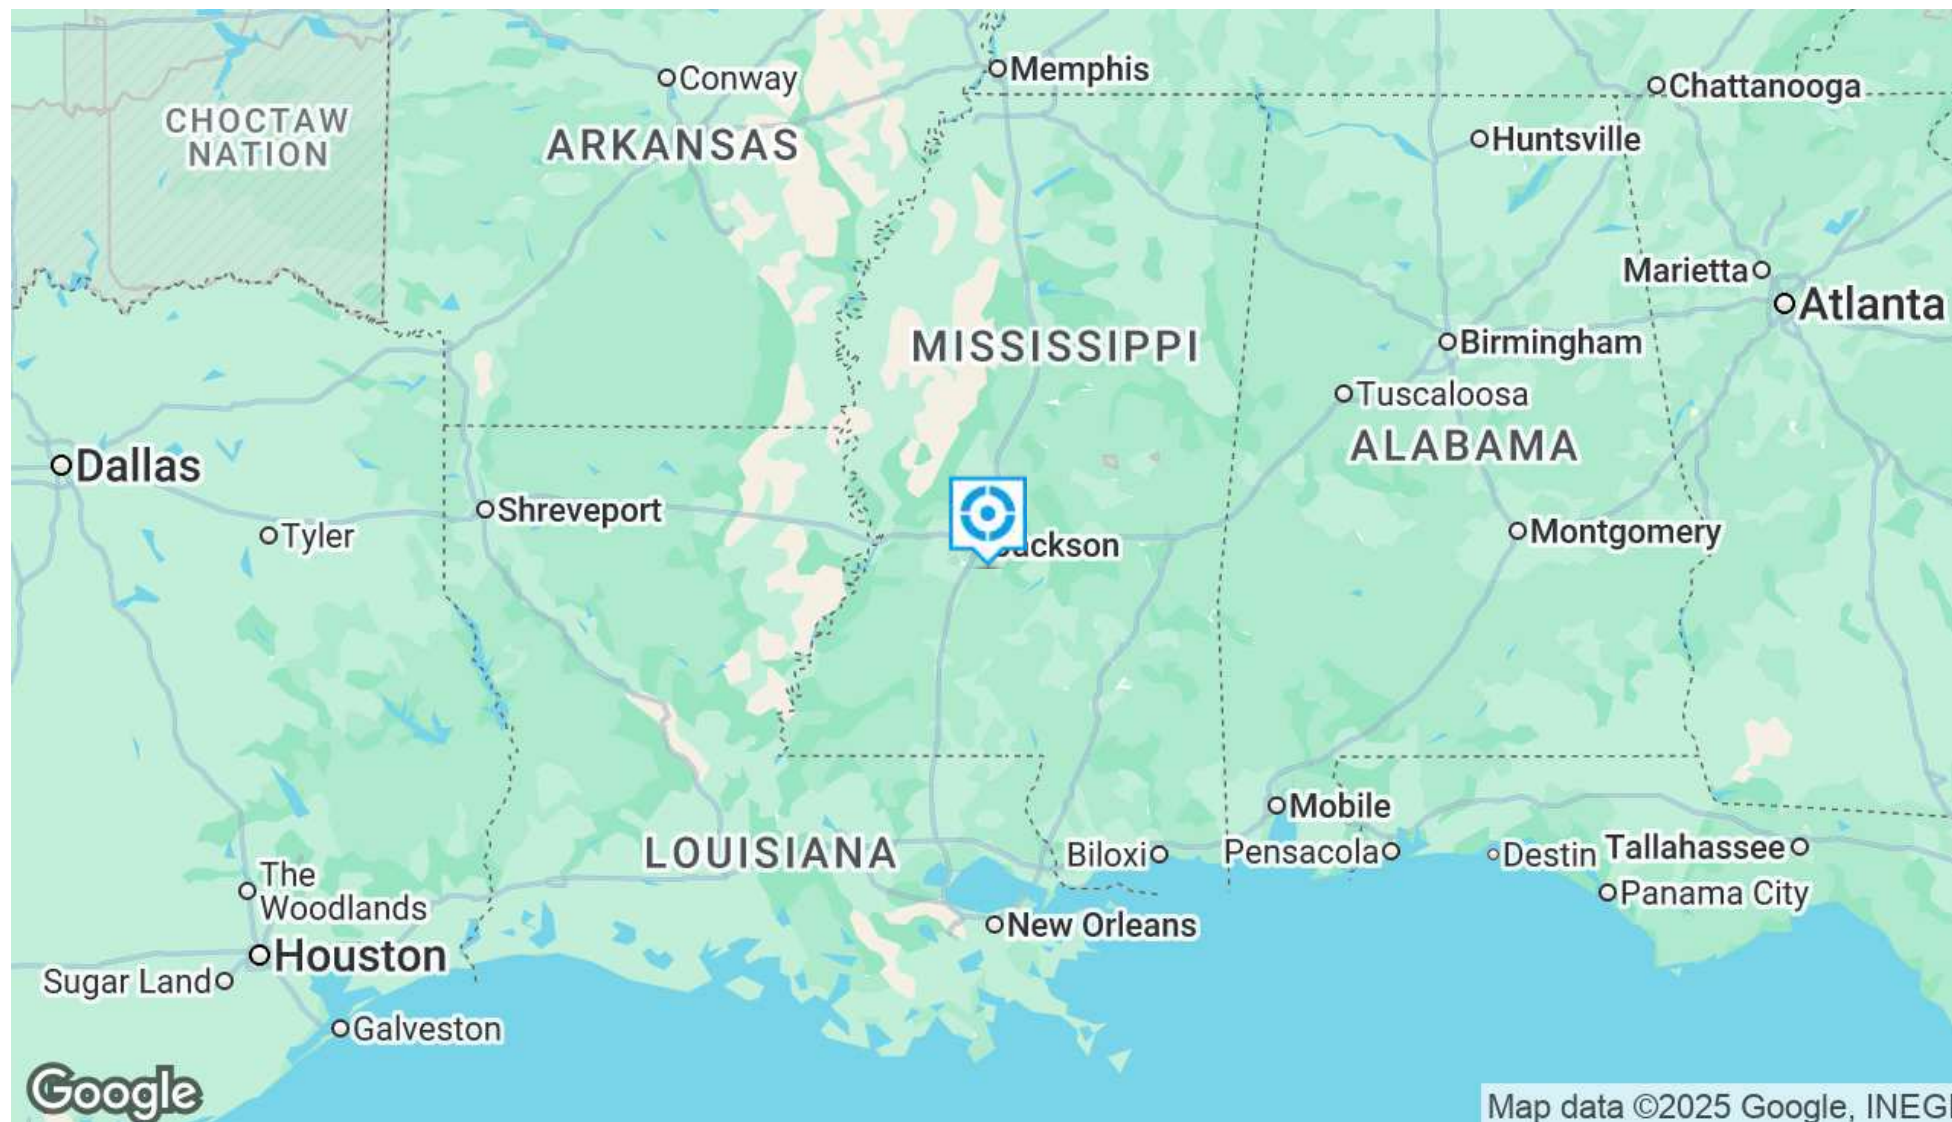 Memphis
Conway
Chattanooga
CHOCTAW
NATION
ARKANSAS
Huntsville
Marietta
Atlanta
MISSISSIPPI
Birmingham
Tuscaloosa
ALABAMA
Dallas
Shreveport
Tyler
Jackson
Montgomery
Mobile
LOUISIANA
Biloxi
Pensacola
Destin
Tallahassee
The
Woodlands
Panama City
New Orleans
Houston
Sugar Land
Galveston
Google
Map data ©2025 Google, INEGI